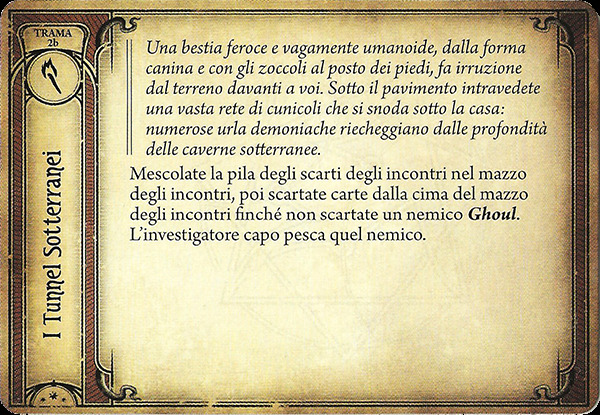 TRAMA
2b
I Tunnel Sotterranei
Una bestia feroce e vagamente umanoide, dalla forma
canina e con gli zoccoli al posto dei piedi, fa irruzione
dal terreno davanti a voi. Sotto il pavimento intravedete
una vasta rete di cunicoli che si snoda sotto la casa:
numerose urla demoniache riecheggiano dalle profondità
delle caverne sotterranee.
Mescolate la pila degli scarti degli incontri nel mazzo
degli incontri, poi scartate carte dalla cima del mazzo
degli incontri finché non scartate un nemico Ghoul.
L'investigatore capo pesca quel nemico.